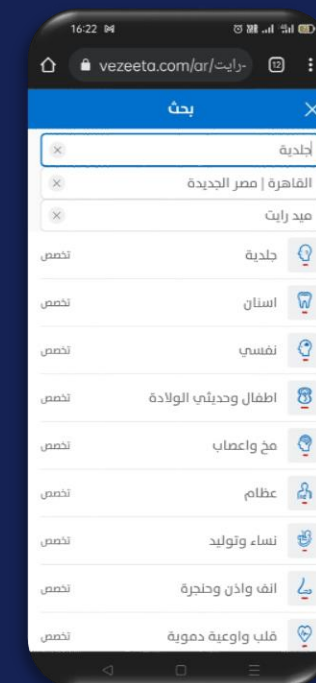 16:22
vezeeta.com/ar/رايت-
12
بحث
جلدية
القاهرة | مصر الجديدة
ميد رايت
جلدية تخصص
اسنان تخصص
نفسي تخصص
اطفال وحديثي الولادة تخصص
مخ واعصاب تخصص
عظام تخصص
نساء وتوليد تخصص
انف واذن وحنجرة تخصص
قلب واوعية دموية تخصص